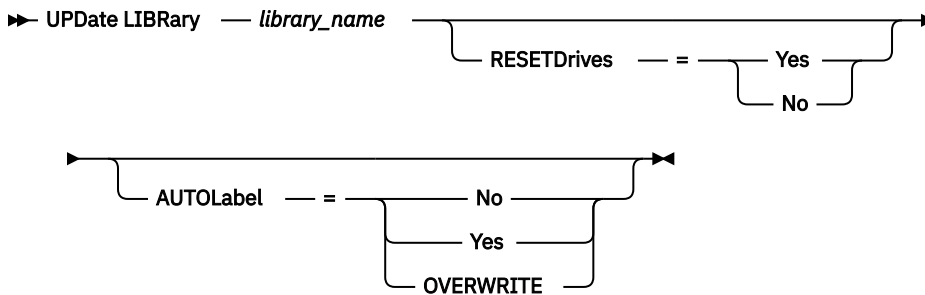 UPDate LIBRary library_name
RESETDrives = Yes
No
AUTOLabel = No
Yes
OVERWRITE